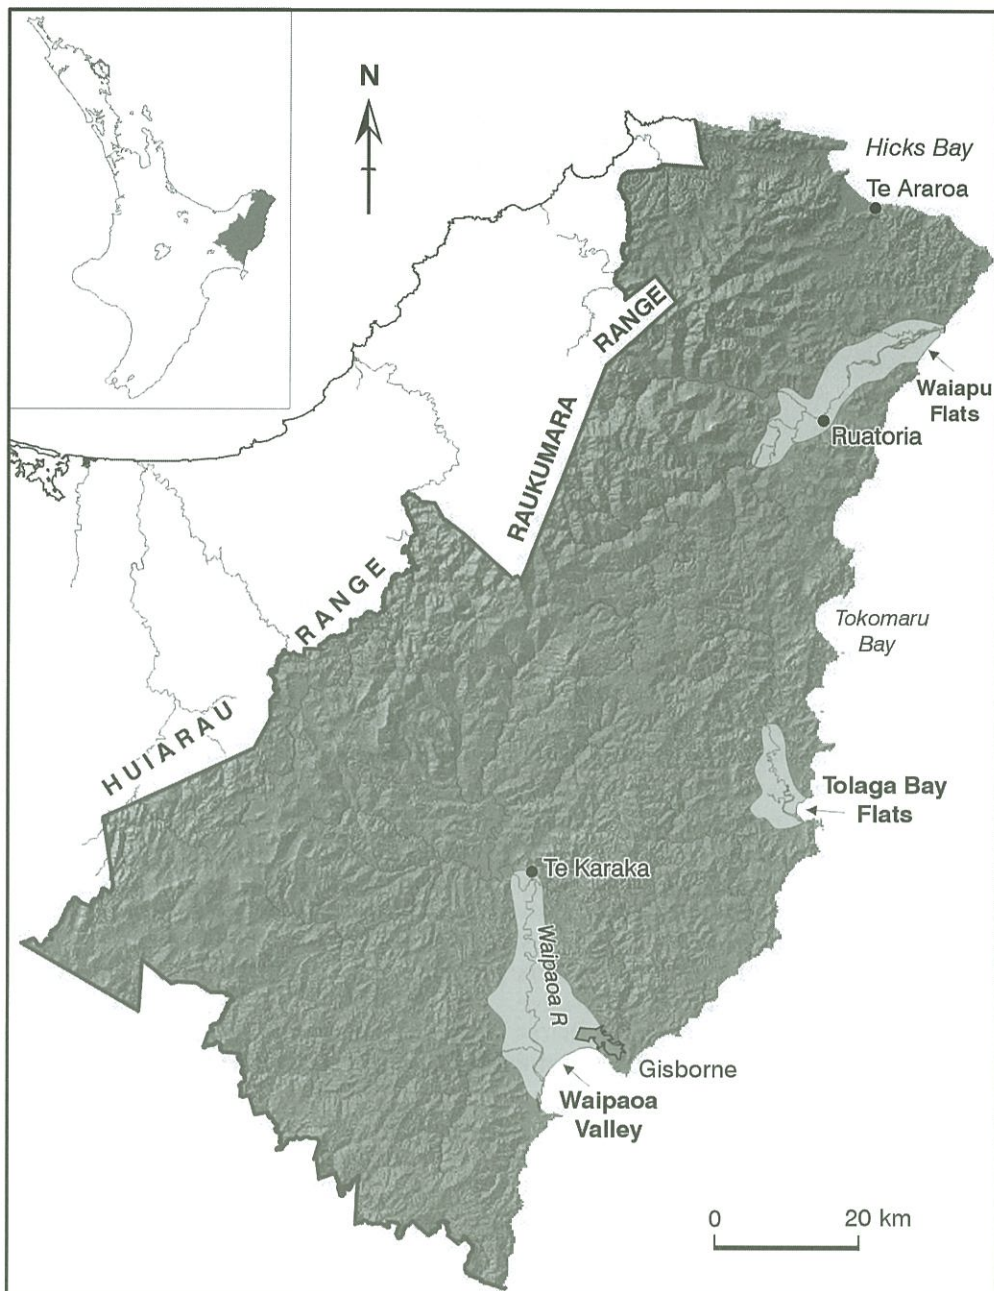 N
Hicks Bay
Te Araroa
RAUKUMARA RANGE
Waiapu
Flats
Ruatoria
HUIARAU RANGE
Tokomaru
Bay
Tolaga Bay
Flats
Te Karaka
Waipaoa R
Gisborne
Waipaoa
Valley
0 20 km